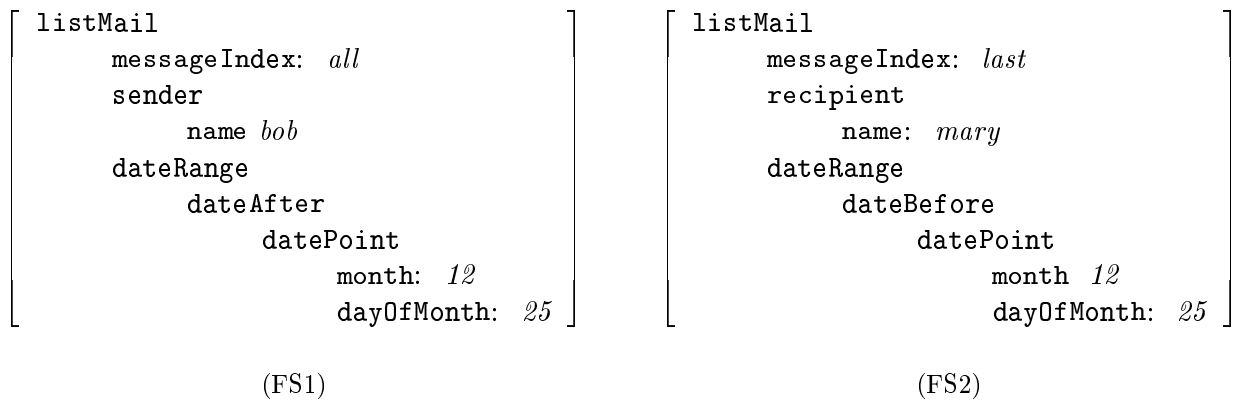 listMail
messageIndex: all
sender
name bob
dateRange
dateAfter
datePoint
month: 12
dayOfMonth: 25
(FS1)
listMail
messageIndex: last
recipient
name: mary
dateRange
dateBefore
datePoint
month 12
dayOfMonth: 25
(FS2)